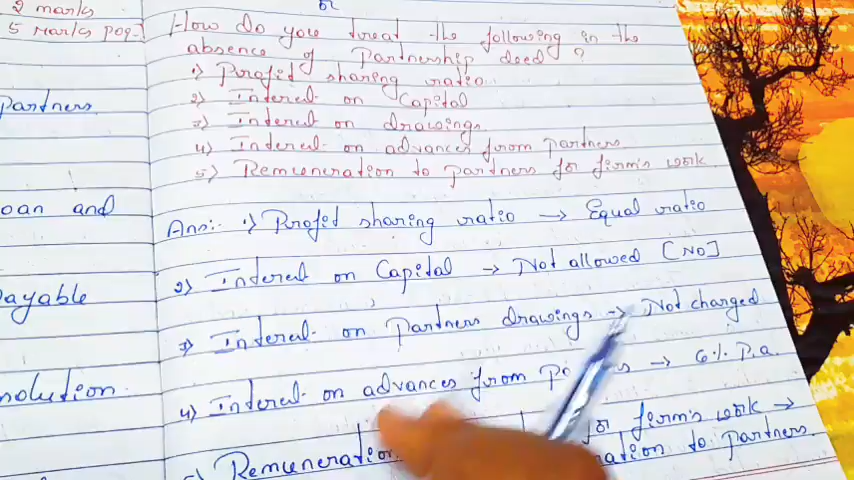 2 marks
5 marks
partners
loan and
payable
How do you treat the following in the
absence of Partnership deed ?
1) Profit sharing ratio
2) Interest on Capital
3) Interest on drawings
4) Interest on advances from partners
5) Remuneration to partners for firm's work
Ans:- 1) Profit sharing ratio → Equal ratio
2) Interest on Capital → Not allowed [NO]
3) Interest on Partners drawings → Not charged
4) Interest on advances from → 6% P.a.
5) Remuneration for firm's work →
to partners.